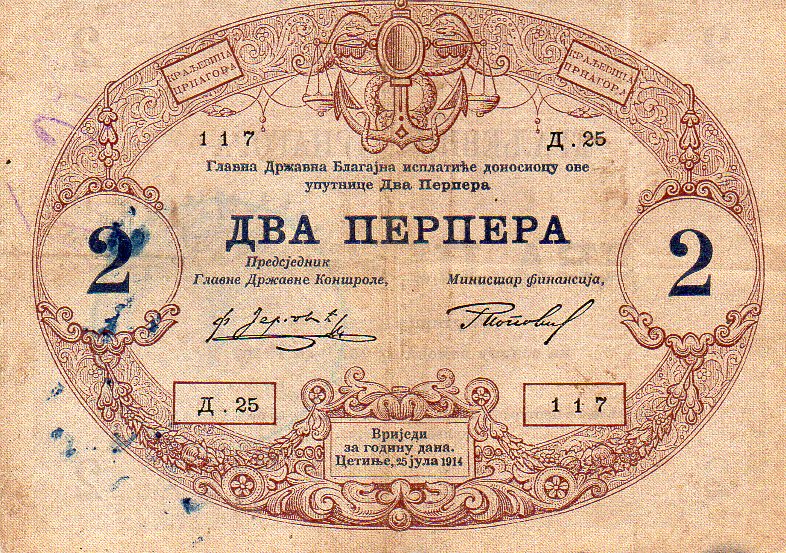 КРАЉЕВИНА
ЦРНАГОРА
КРАЉЕВИНА
ЦРНАГОРА
117
Д.25
Главна Државна Благајна исплатиће доносиоцу ове
упутнице Два Перпера
ДВА ПЕРПЕРА
2
2
Предсједник
Главне Државне Контроле,
Министар финансија,
Д.25
117
Вриједи
за годину дана.
Цетиње, 25 јула 1914